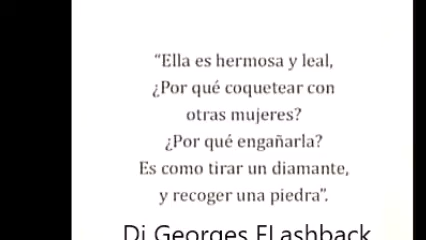 “Ella es hermosa y leal,
¿Por qué coquetear con
otras mujeres?
¿Por qué engañarla?
Es como tirar un diamante,
y recoger una piedra”.
Dj Georges FLashback